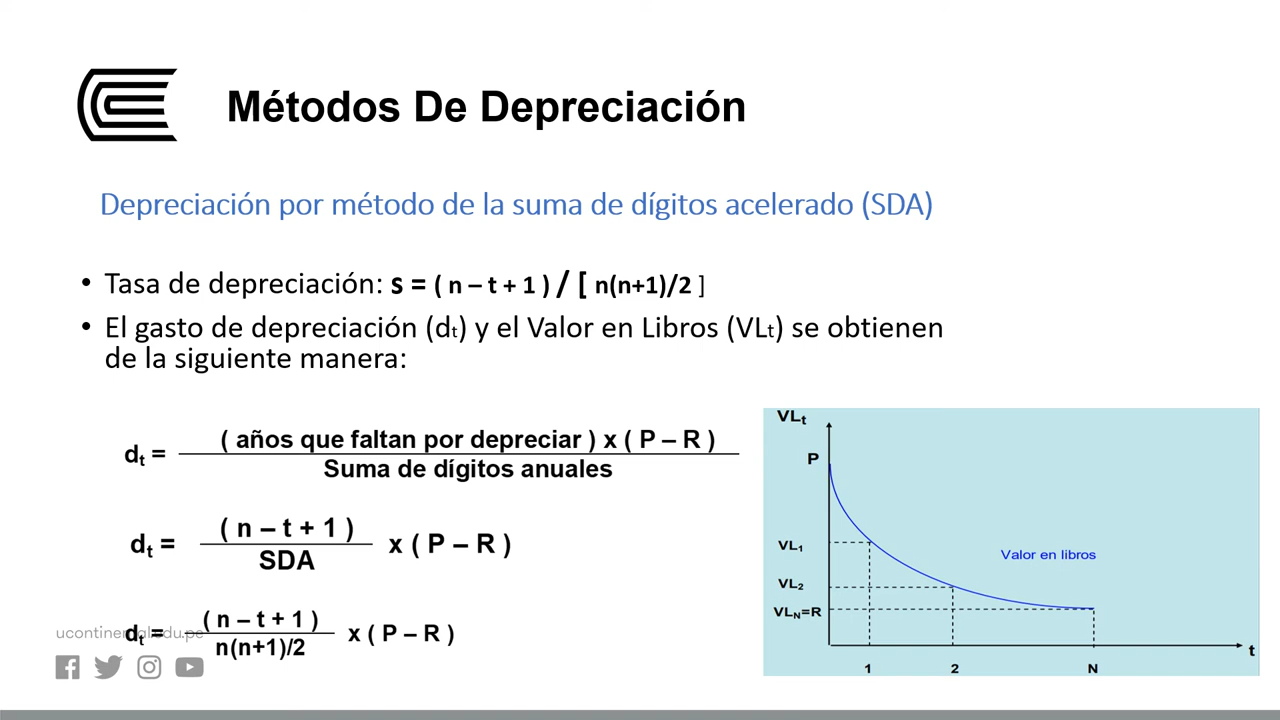 Métodos De Depreciación
Depreciación por método de la suma de dígitos acelerado (SDA)
• Tasa de depreciación: s = ( n – t + 1 ) / [ n(n+1)/2 ]
• El gasto de depreciación (dt) y el Valor en Libros (VLt) se obtienen
de la siguiente manera:
dt = ( años que faltan por depreciar ) x ( P – R )
Suma de dígitos anuales
dt = ( n – t + 1 ) x ( P – R )
SDA
dt = ( n – t + 1 ) x ( P – R )
n(n+1)/2
ucontinental.edu.pe
VLt
P
VL1
Valor en libros
VL2
VLN=R
t
1 2 N